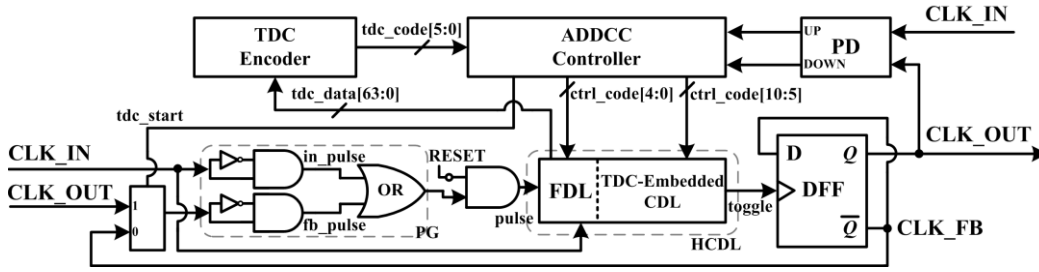 TDC
Encoder
tdc_code[5:0]
ADDCC
Controller
UP
DOWN
PD
CLK_IN
tdc_data[63:0]
ctrl_code[4:0]
ctrl_code[10:5]
tdc_start
CLK_IN
CLK_OUT
1
0
in_pulse
fb_pulse
OR
PG
RESET
pulse
FDL
TDC-Embedded
CDL
HCDL
toggle
D
Q
DFF
Q
CLK_OUT
CLK_FB